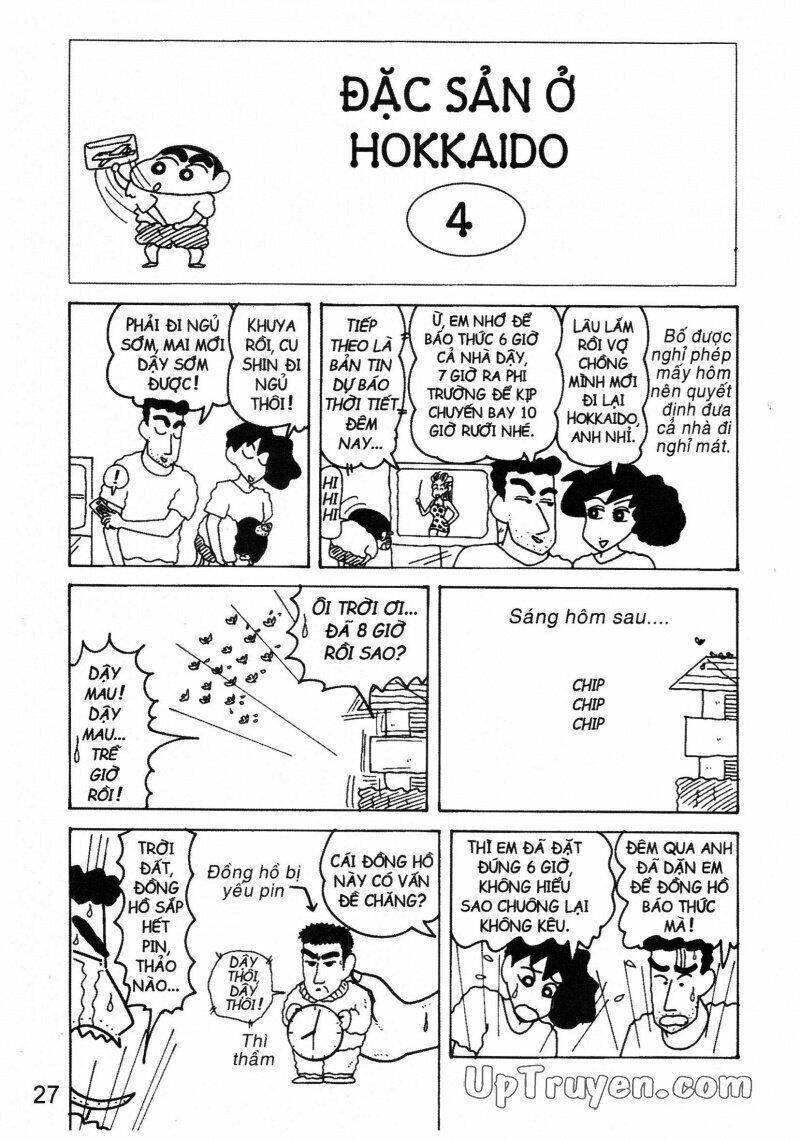 ĐẶC SẢN Ở
HOKKAIDO
4
Bố được
nghỉ phép
mấy hôm
nên quyết
định đưa
cả nhà đi
nghỉ mát.
LÂU LẮM
RỒI VỢ
CHỒNG
MÌNH MỚI
ĐI LẠI
HOKKAIDO,
ANH NHỈ.
Ừ, EM NHỚ ĐỂ
BÁO THỨC 6 GIỜ
CẢ NHÀ DẬY,
7 GIỜ RA PHI
TRƯỜNG ĐỂ KỊP
CHUYẾN BAY 10
GIỜ RƯỠI NHÉ.
TIẾP
THEO LÀ
BẢN TIN
DỰ BÁO
THỜI TIẾT
ĐÊM
NAY...
HI
HI
HI
KHUYA
RỒI, CU
SHIN ĐI
NGỦ
THÔI!
PHẢI ĐI NGỦ
SỚM, MAI MỚI
DẬY SỚM
ĐƯỢC!
!
Sáng hôm sau....
CHIP
CHIP
CHIP
ÔI TRỜI ƠI...
ĐÃ 8 GIỜ
RỒI SAO?
DẬY
MAU!
DẬY
MAU...
TRỄ
GIỜ
RỒI!
ĐÊM QUA ANH
ĐÃ DẶN EM
ĐỂ ĐỒNG HỒ
BÁO THỨC
MÀ!
THÌ EM ĐÃ ĐẶT
ĐÚNG 6 GIỜ,
KHÔNG HIỂU
SAO CHUÔNG LẠI
KHÔNG KÊU.
CÁI ĐỒNG HỒ
NÀY CÓ VẤN
ĐỀ CHĂNG?
Đồng hồ bị
yếu pin
DẬY
THÔI,
DẬY
THÔI!
Thì
thầm
TRỜI
ĐẤT,
ĐỒNG
HỒ SẮP
HẾT
PIN,
THẢO
NÀO...
27
UpTruyen.com